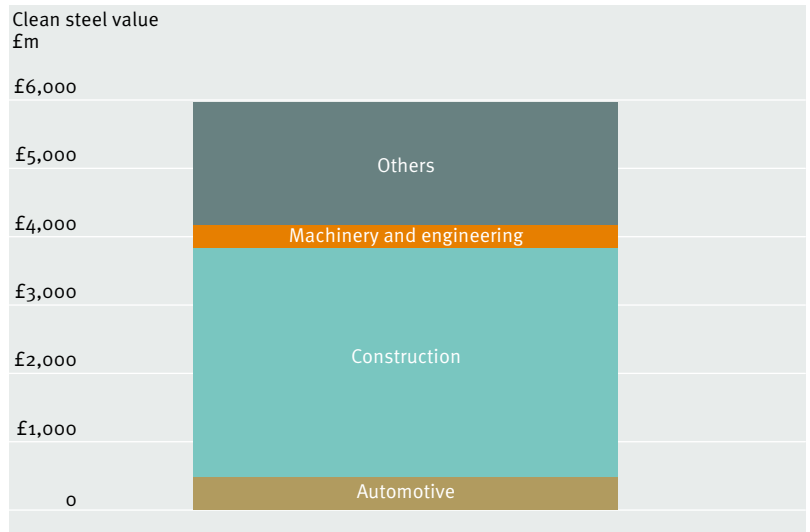 Clean steel value
£m
£6,000
£5,000
Others
£4,000
Machinery and engineering
£3,000
£2,000
Construction
£1,000
Automotive
0